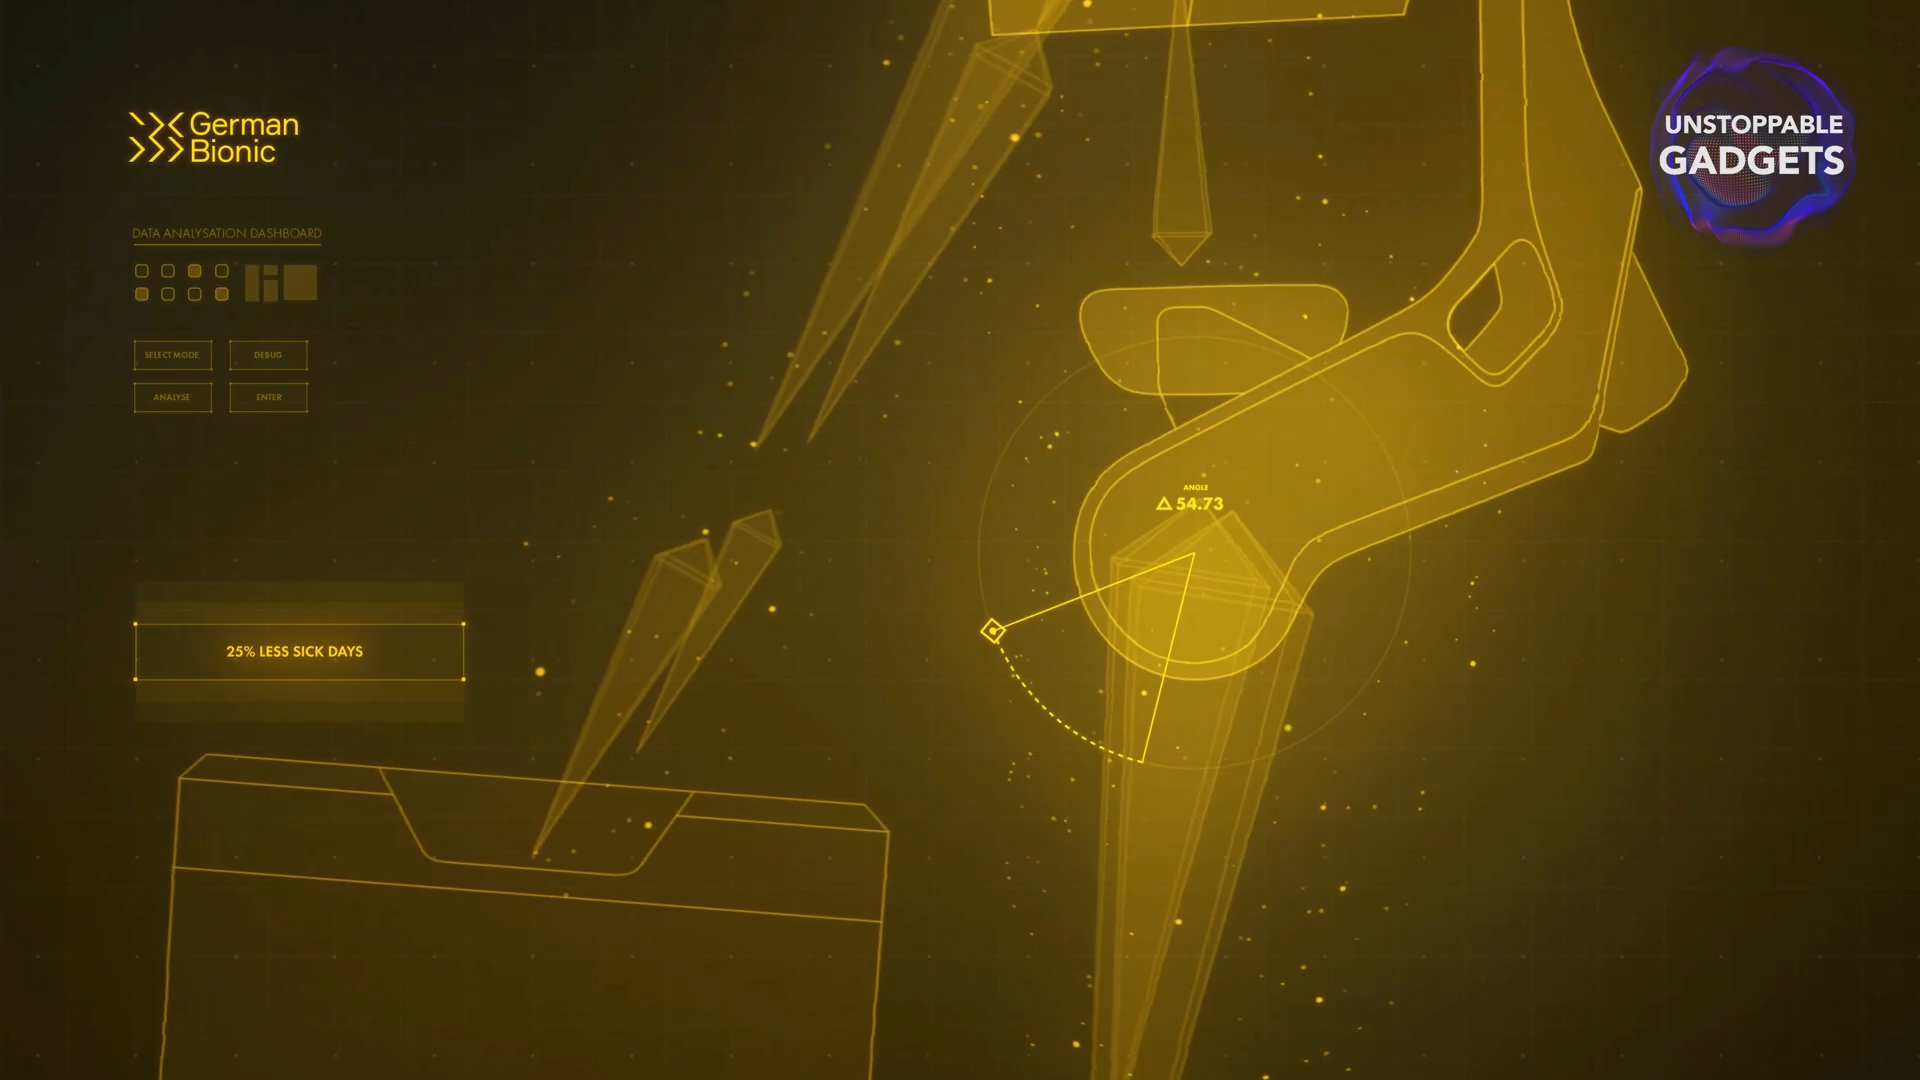 German
Bionic
UNSTOPPABLE
GADGETS
DATA ANALYSATION DASHBOARD
SELECT MODE
DEBUG
ANALYSE
ENTER
ANGLE
54.73
25% LESS SICK DAYS